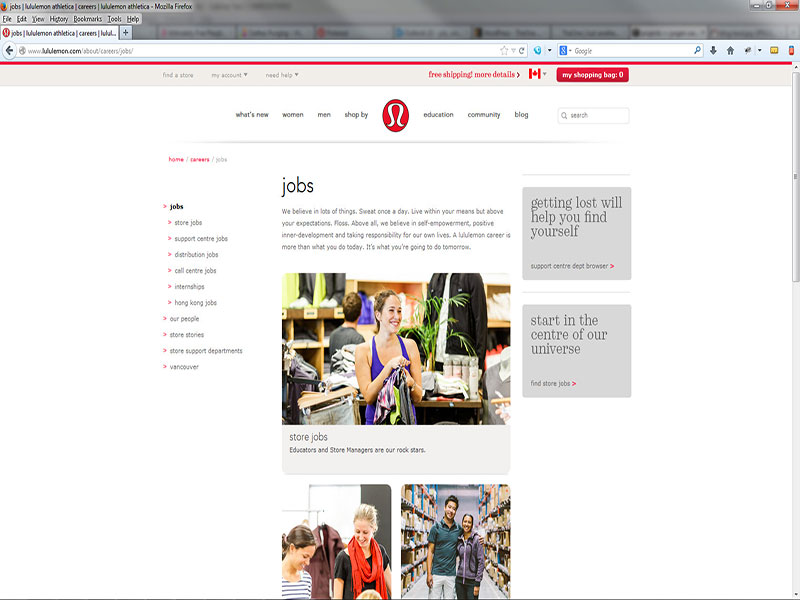 jobs | lululemon athletica | careers | lululemon athletica - Mozilla Firefox
File Edit View History Bookmarks Tools Help
jobs | lululemon athletica | careers | lulul...
www.lululemon.com/about/careers/jobs/
Google
find a store my account need help
free shipping! more details >
my shopping bag: 0
what's new women men shop by education community blog
search
home / careers / jobs
jobs
store jobs
support centre jobs
distribution jobs
call centre jobs
internships
hong kong jobs
our people
store stories
store support departments
vancouver
jobs
We believe in lots of things. Sweat once a day. Live within your means but above
your expectations. Floss. Above all, we believe in self-empowerment, positive
inner-development and taking responsibility for our own lives. A lululemon career is
more than what you do today. It's what you're going to do tomorrow.
store jobs
Educators and Store Managers are our rock stars.
getting lost will
help you find
yourself
support centre dept browser >
start in the
centre of our
universe
find store jobs >